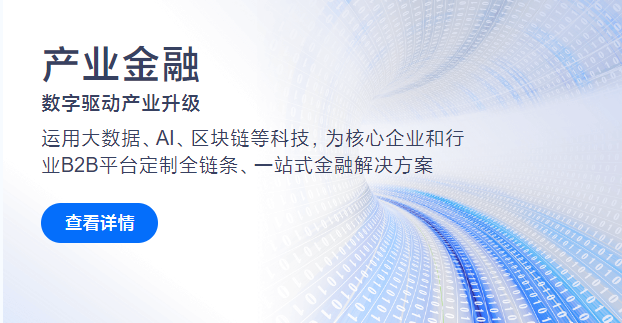 产业金融
数字驱动产业升级
运用大数据、AI、区块链等科技，为核心企业和行
业B2B平台定制全链条、一站式金融解决方案
查看详情